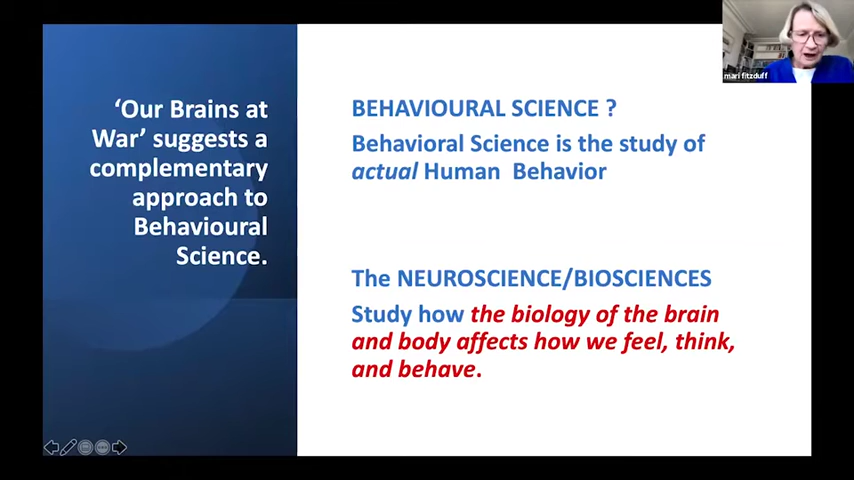 ‘Our Brains at
War’ suggests a
complementary
approach to
Behavioural
Science.
BEHAVIOURAL SCIENCE ?
Behavioral Science is the study of
actual Human Behavior
The NEUROSCIENCE/BIOSCIENCES
Study how the biology of the brain
and body affects how we feel, think,
and behave.
mari fitzduff